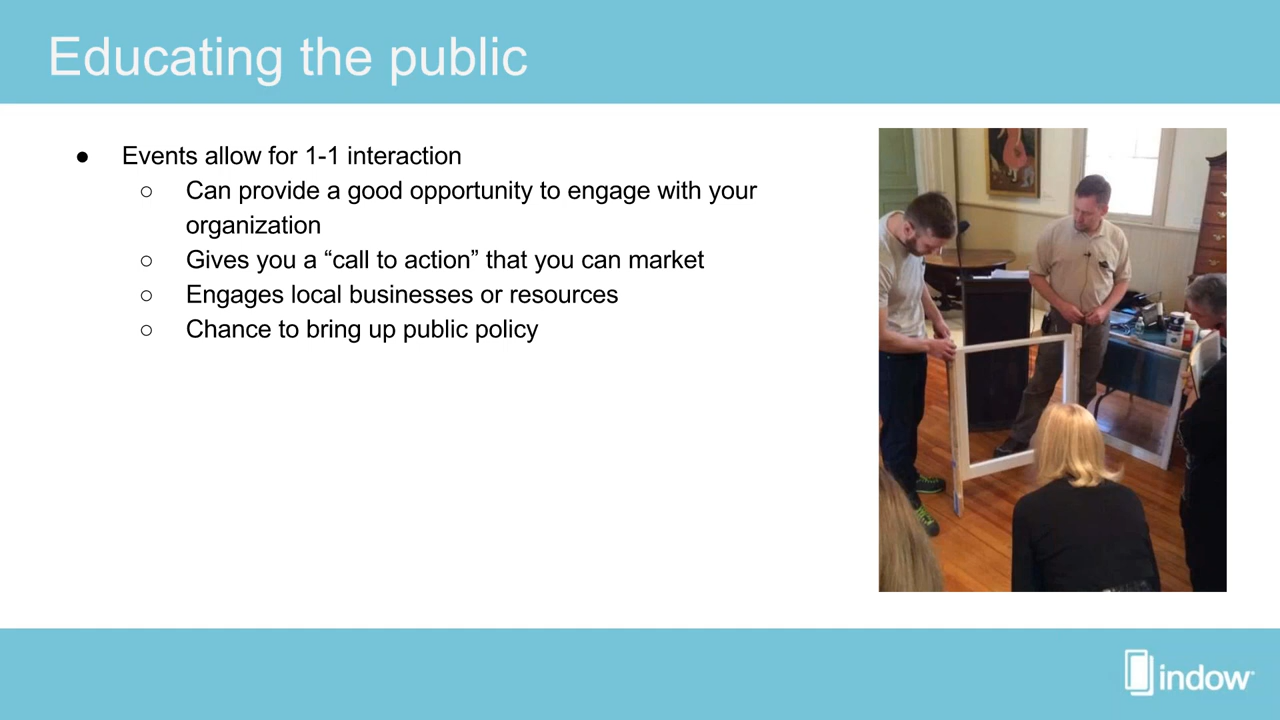 Educating the public
● Events allow for 1-1 interaction
○ Can provide a good opportunity to engage with your
organization
○ Gives you a “call to action” that you can market
○ Engages local businesses or resources
○ Chance to bring up public policy
indow